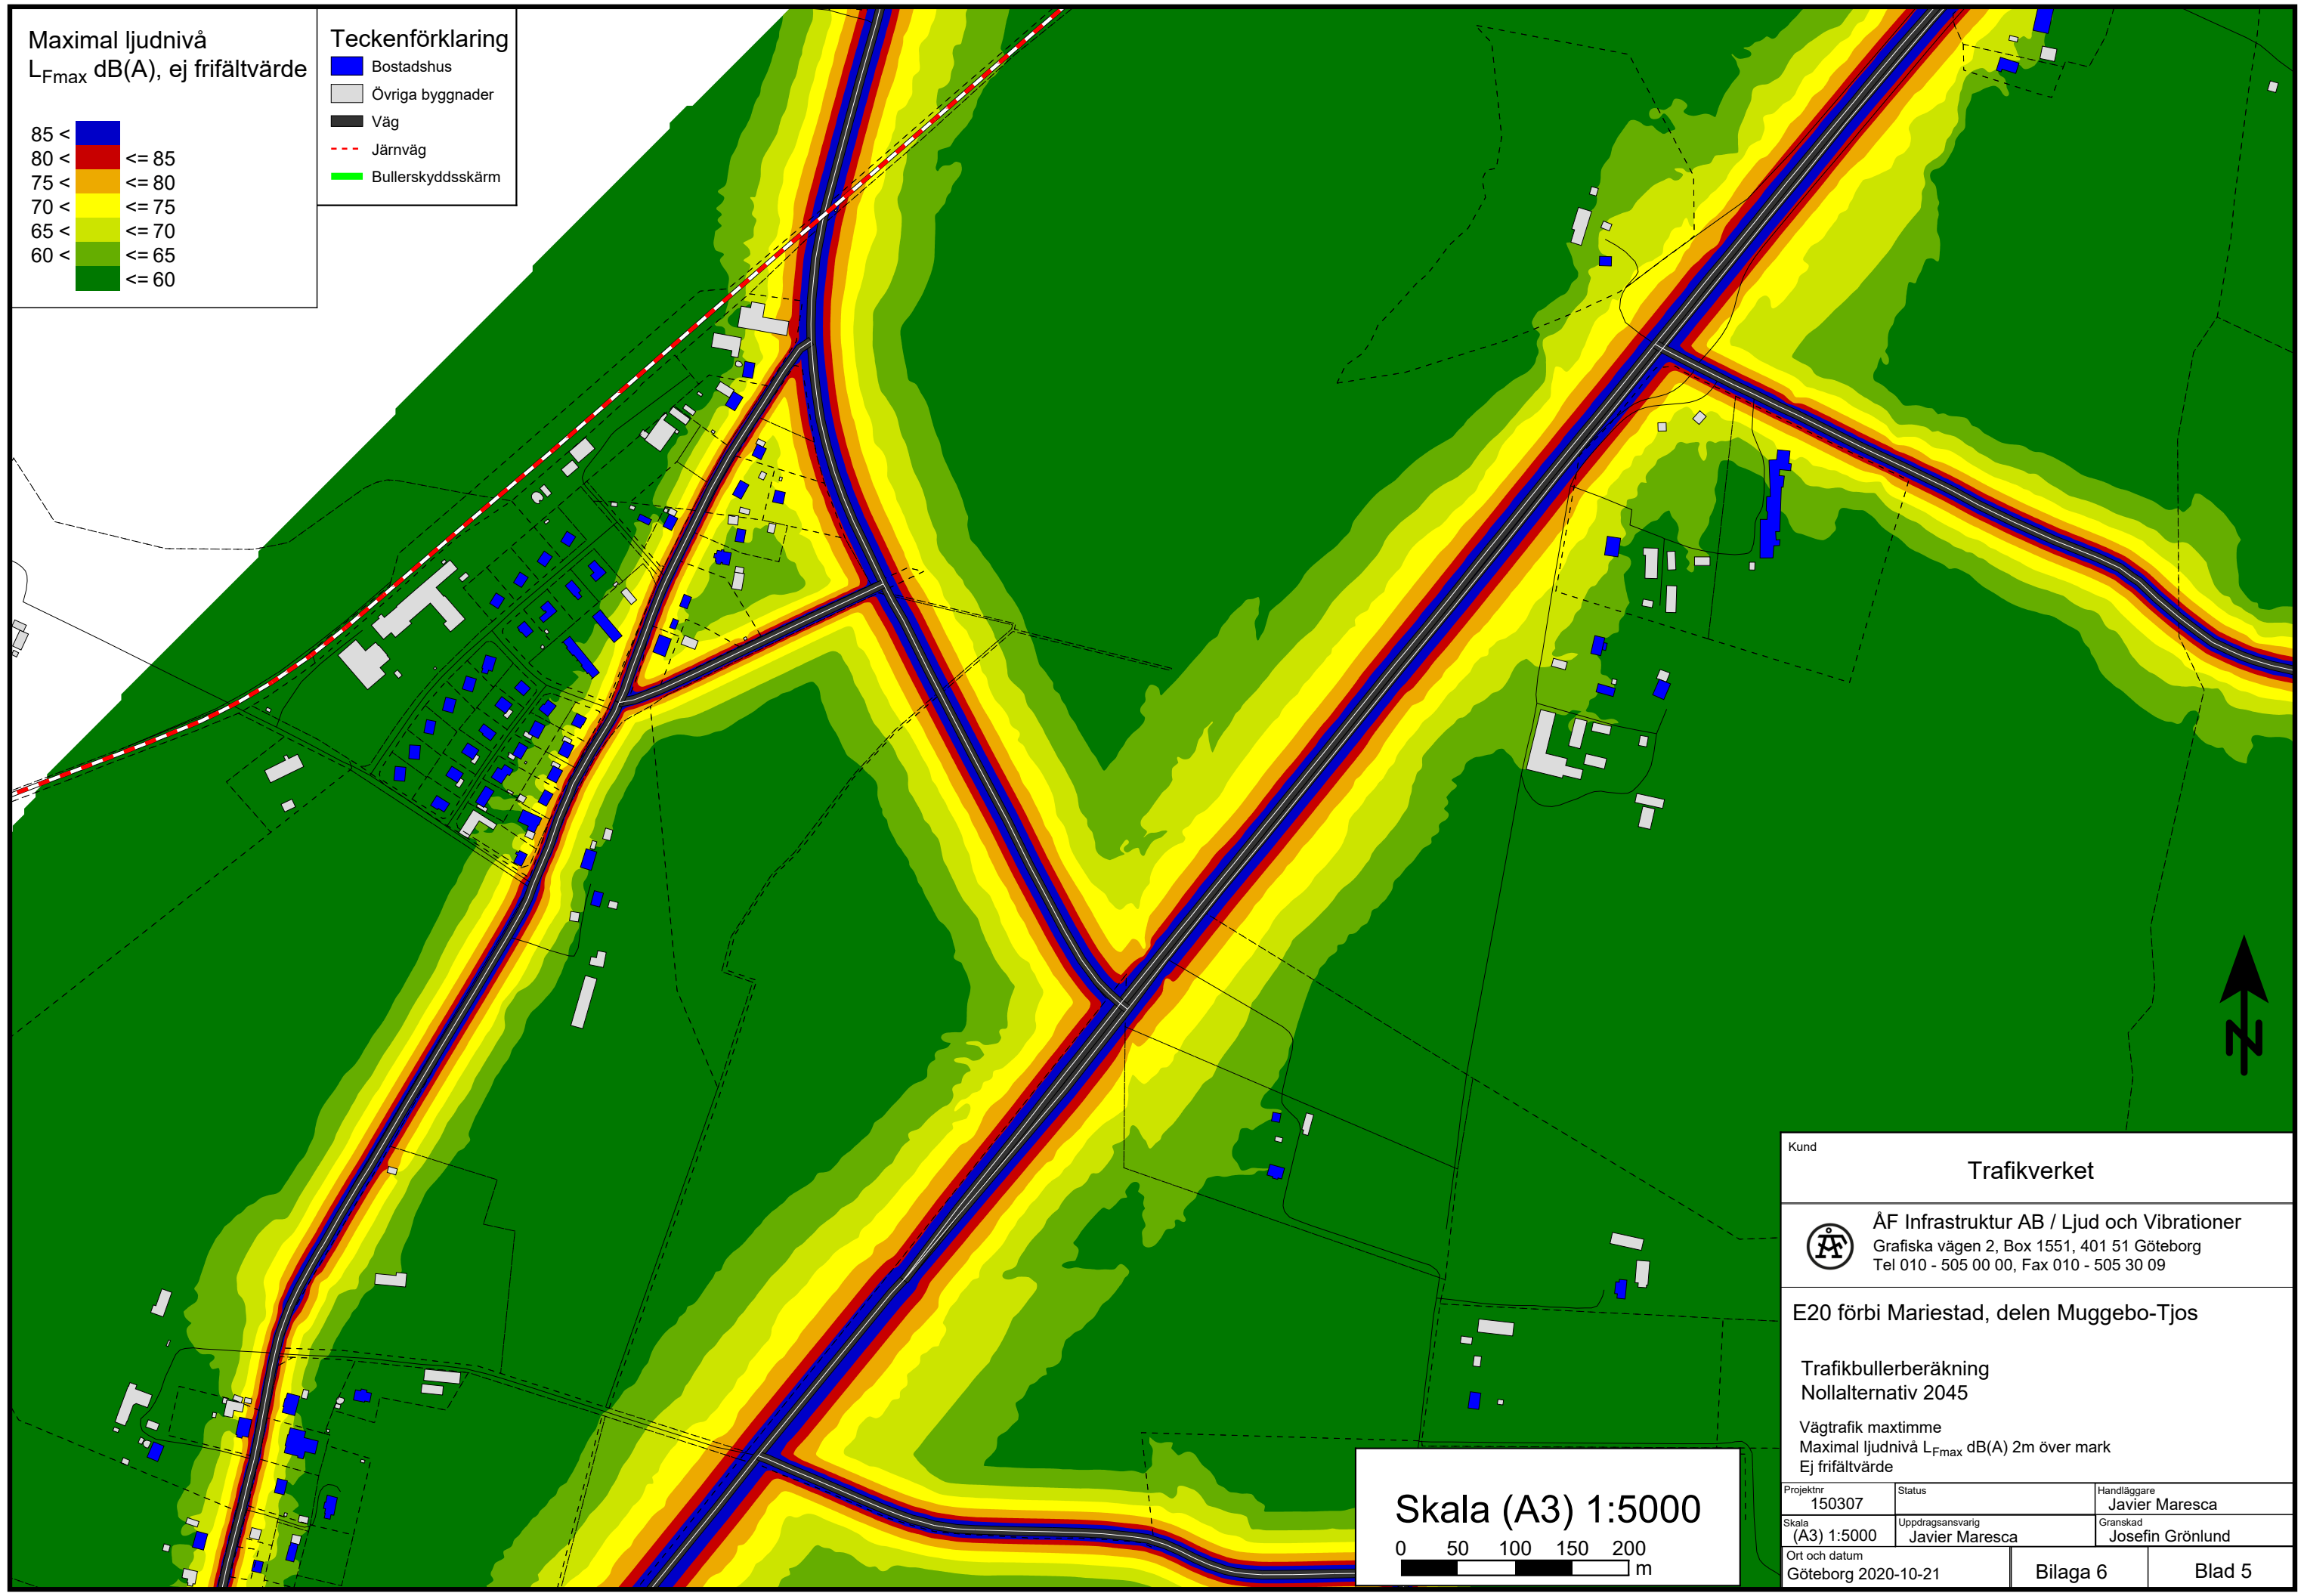 Maximal ljudnivå
LFmax dB(A), ej frifältvärde
85 <
80 < <= 85
75 < <= 80
70 < <= 75
65 < <= 70
60 < <= 65
<= 60
Teckenförklaring
Bostadshus
Övriga byggnader
Väg
Järnväg
Bullerskyddsskärm
N
Skala (A3) 1:5000
0 50 100 150 200
m
Kund
Trafikverket
ÅF
ÅF Infrastruktur AB / Ljud och Vibrationer
Grafiska vägen 2, Box 1551, 401 51 Göteborg
Tel 010 - 505 00 00, Fax 010 - 505 30 09
E20 förbi Mariestad, delen Muggebo-Tjos
Trafikbullerberäkning
Nollalternativ 2045
Vägtrafik maxtimme
Maximal ljudnivå LFmax dB(A) 2m över mark
Ej frifältvärde
Projektnr Status Handläggare
150307 Javier Maresca
Skala Uppdragsansvarig Granskad
(A3) 1:5000 Javier Maresca Josefin Grönlund
Ort och datum
Göteborg 2020-10-21 Bilaga 6 Blad 5